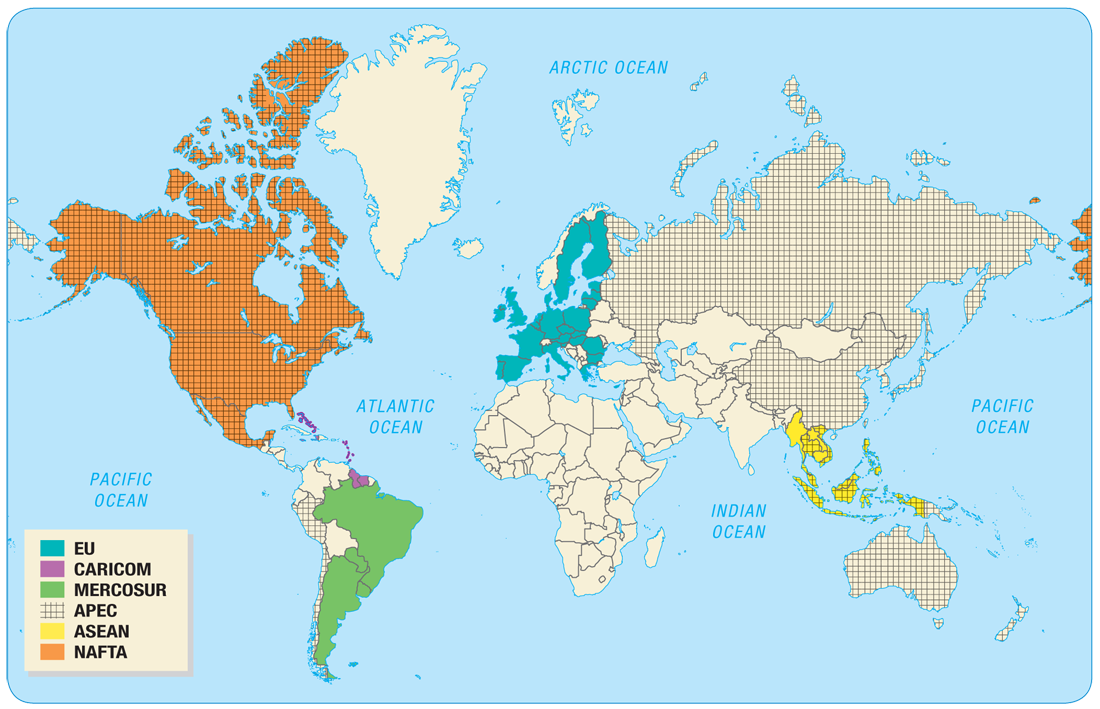 ARCTIC OCEAN
ATLANTIC
OCEAN
PACIFIC
OCEAN
PACIFIC
OCEAN
INDIAN
OCEAN
EU
CARICOM
MERCOSUR
APEC
ASEAN
NAFTA